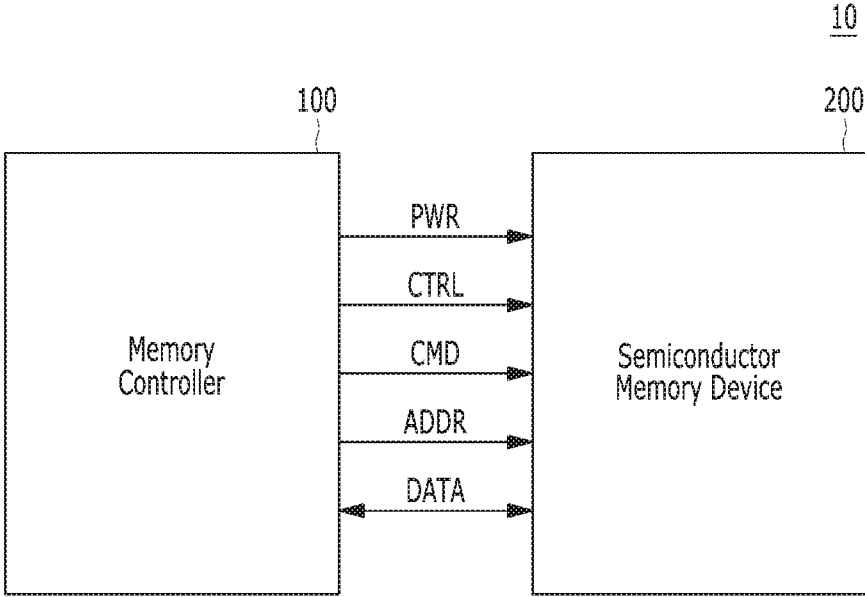 10
100
200
PWR
CTRL
CMD
ADDR
DATA
Memory
Controller
Semiconductor
Memory Device